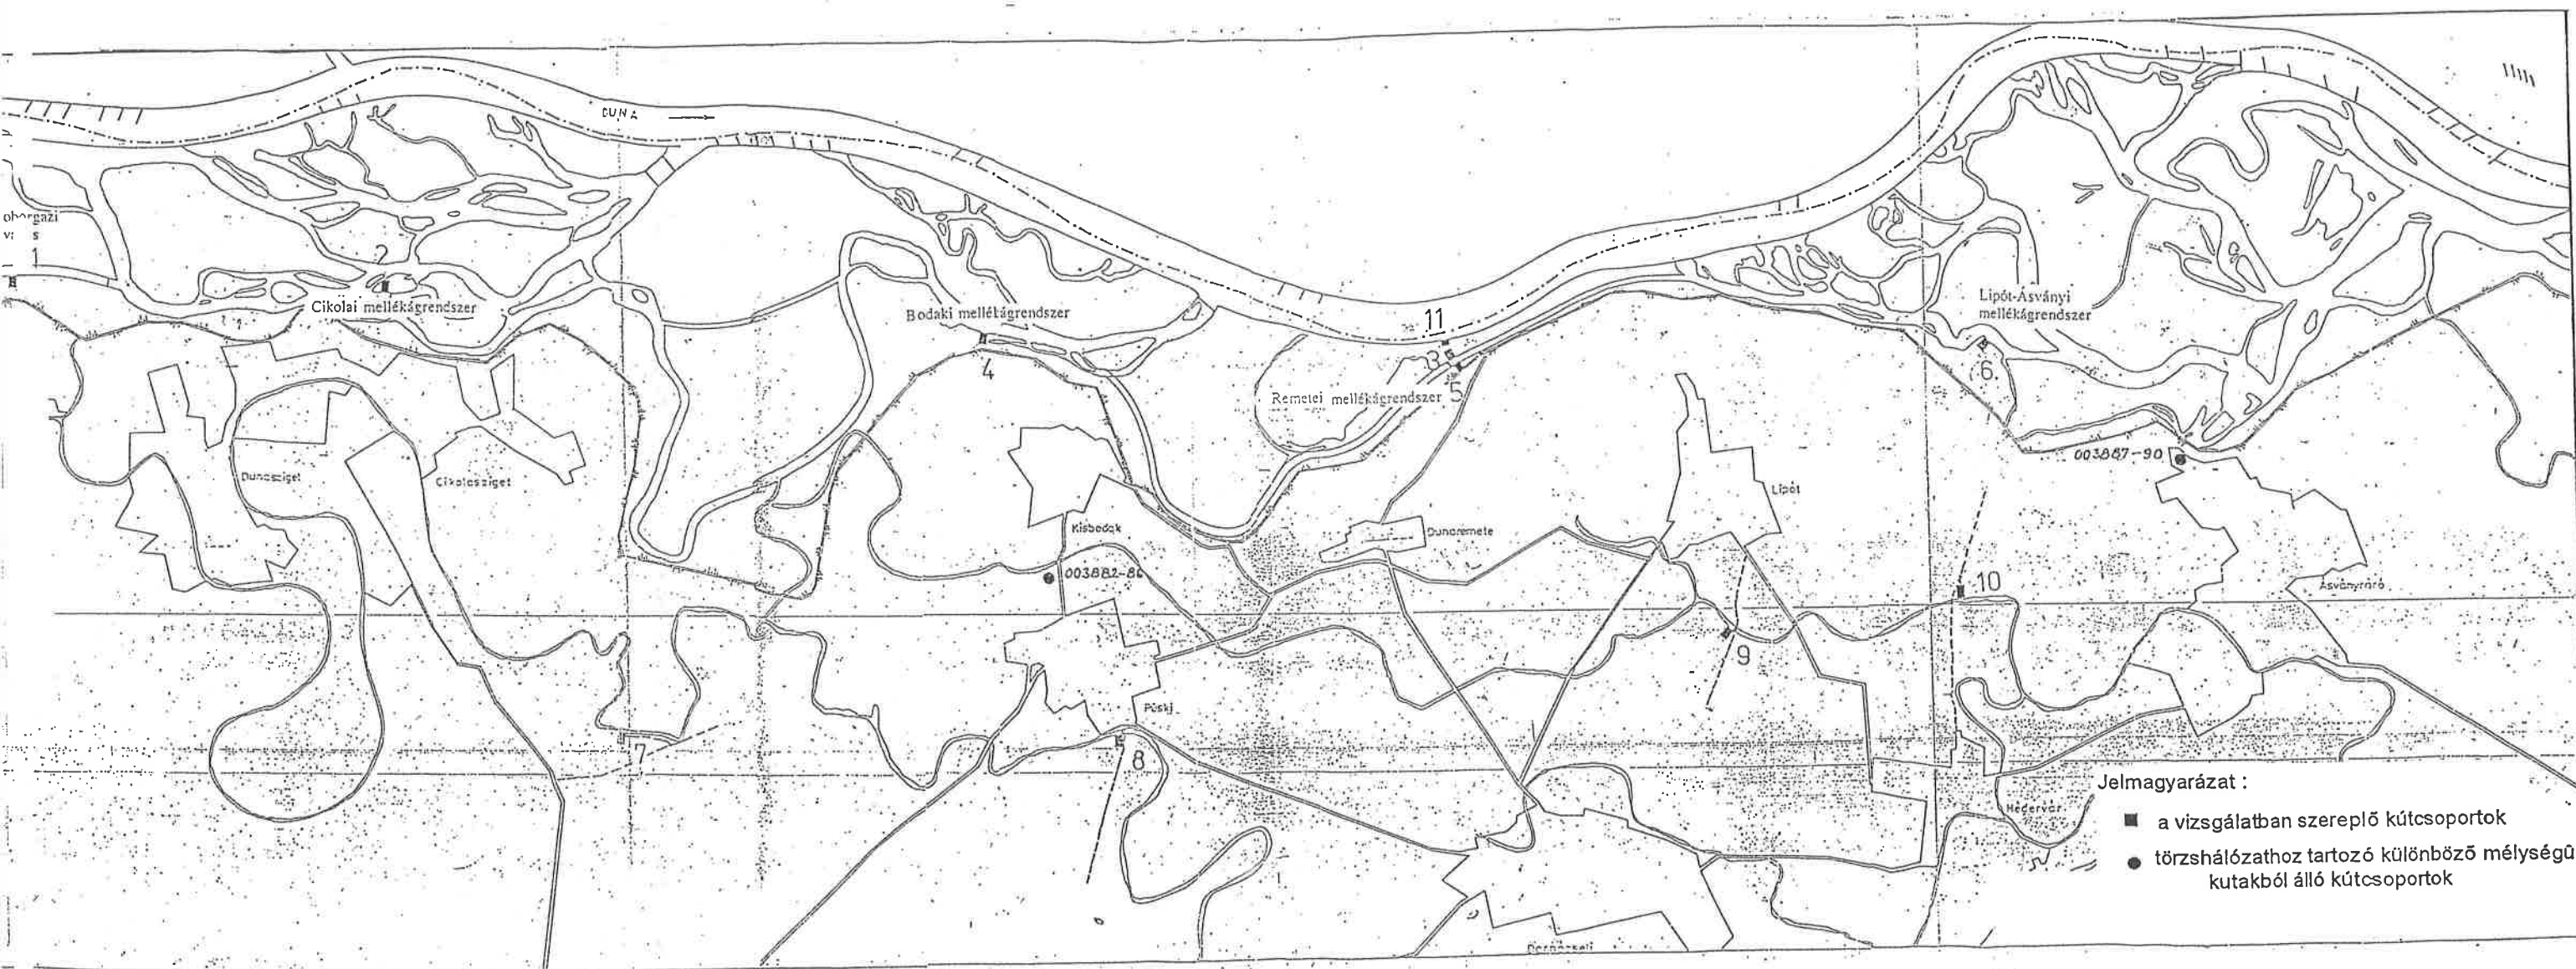 DUNA
1
2
Cikolai mellékágrendszer
Bodaki mellékágrendszer
4
11
3
5
Remetei mellékágrendszer
Lipót-Ásványi
mellékágrendszer
6
003887-90
Dunasziget
Cikolasziget
Kisbodak
Dunaremete
Lipót
003882-86
Ásványráró
10
9
Püski
7
8
Hédervár
Jelmagyarázat :
a vizsgálatban szereplő kútcsoportok
törzshálózathoz tartozó különböző mélységű
kutakból álló kútcsoportok